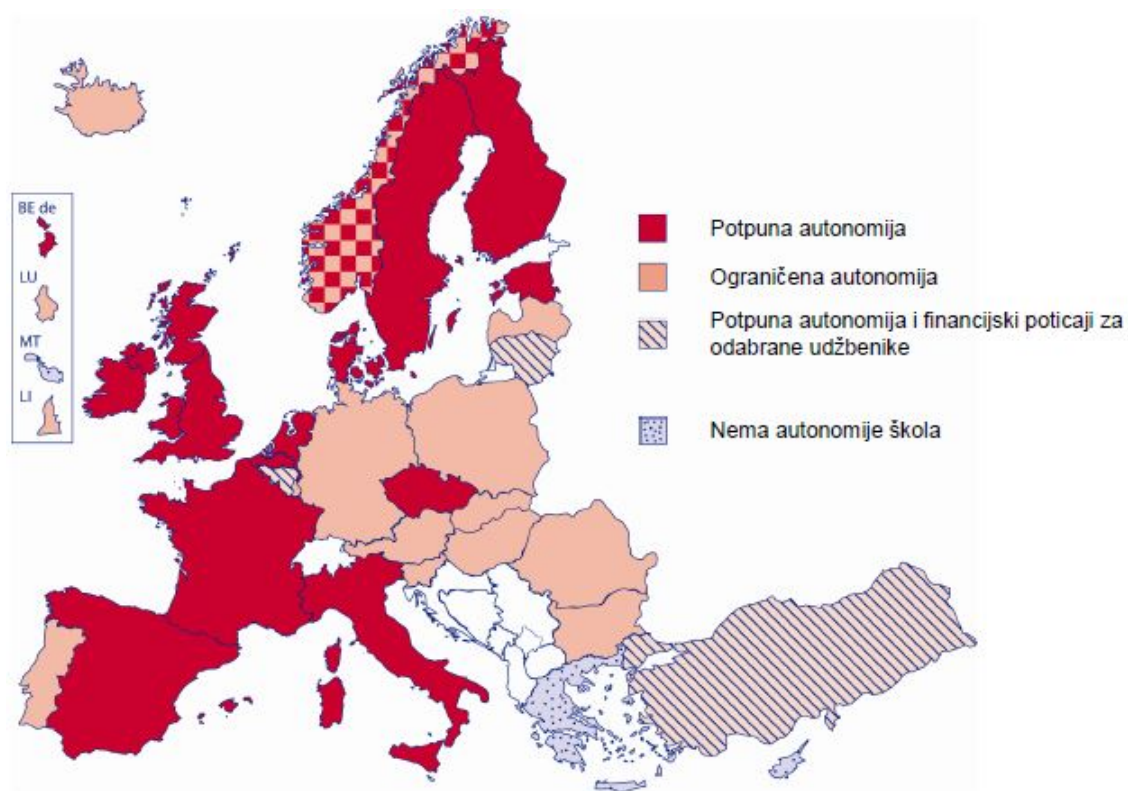 BE de
LU
MT
LI
Potpuna autonomija
Ograničena autonomija
Potpuna autonomija i financijski poticaji za
odabrane udžbenike
Nema autonomije škola